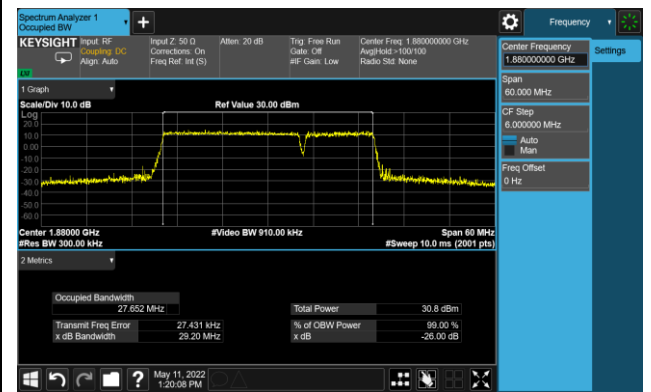 Spectrum Analyzer 1
Occupied BW
Frequency
KEYSIGHT
Input: RF
Coupling: DC
Align: Auto
Input Z: 50 Ω
Corrections: On
Freq Ref: Int (S)
Atten: 20 dB
Trig: Free Run
Gate: Off
#IF Gain: Low
Center Freq: 1.880000000 GHz
Avg|Hold:>100/100
Radio Std: None
Center Frequency
1.880000000 GHz
Settings
Span
60.000 MHz
CF Step
6.000000 MHz
Auto
Man
Freq Offset
0 Hz
1 Graph
Scale/Div 10.0 dB
Ref Value 30.00 dBm
Log
20.0
10.0
0.00
-10.0
-20.0
-30.0
-40.0
-50.0
-60.0
Center 1.88000 GHz
#Video BW 910.00 kHz
Span 60 MHz
#Res BW 300.00 kHz
#Sweep 10.0 ms (2001 pts)
2 Metrics
Occupied Bandwidth
27.652 MHz
Total Power 30.8 dBm
Transmit Freq Error 27.431 kHz
% of OBW Power 99.00 %
x dB Bandwidth 29.20 MHz
x dB -26.00 dB
May 11, 2022
1:20:08 PM